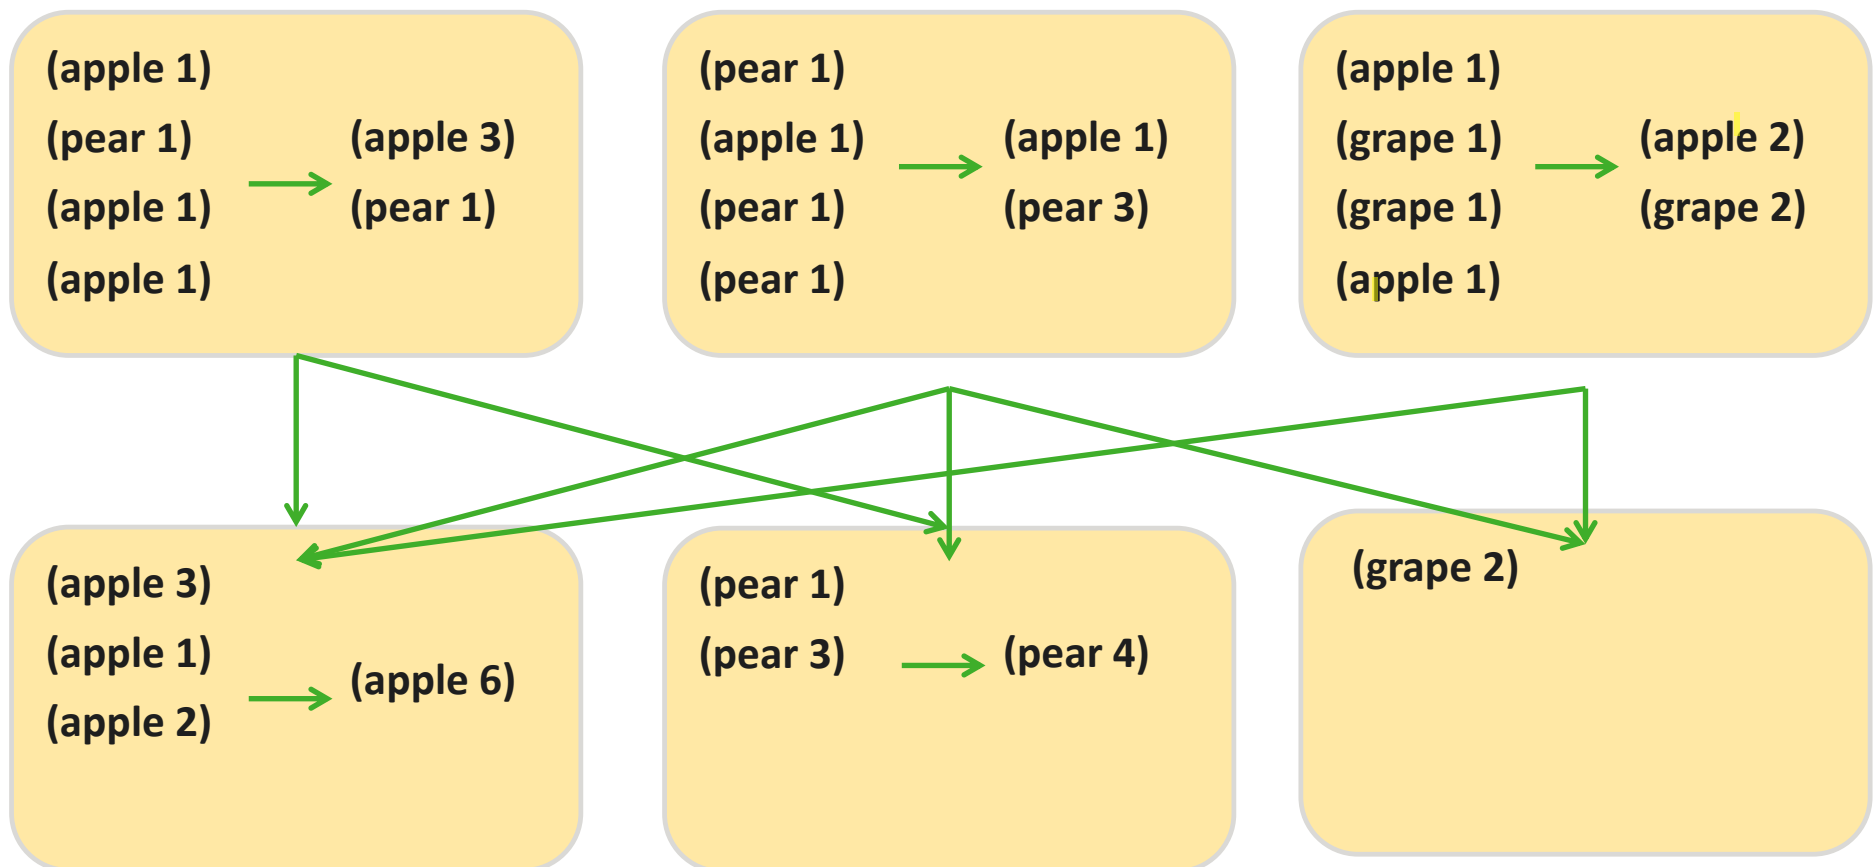 (apple 1)
(pear 1)
(apple 1)
(apple 1)
(apple 3)
(pear 1)
(pear 1)
(apple 1)
(pear 1)
(pear 1)
(apple 1)
(pear 3)
(apple 1)
(grape 1)
(grape 1)
(apple 1)
(apple 2)
(grape 2)
(apple 3)
(apple 1)
(apple 2)
(apple 6)
(pear 1)
(pear 3)
(pear 4)
(grape 2)